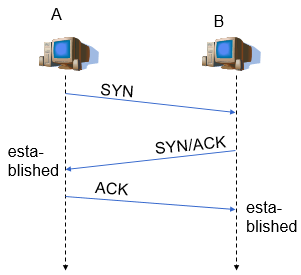 A
B
SYN
SYN/ACK
esta-
blished
ACK
esta-
blished